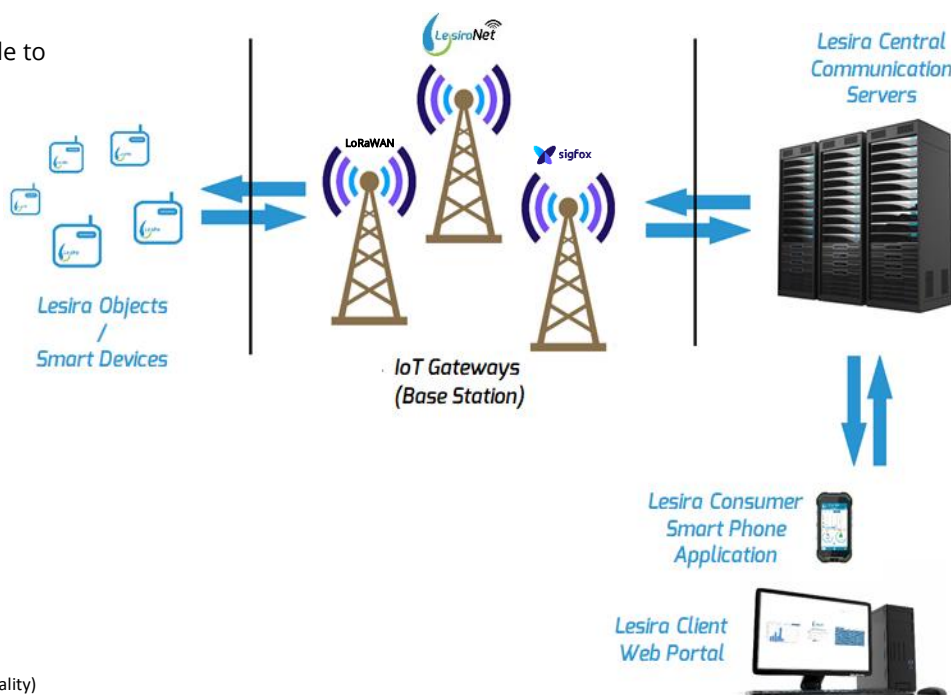 le to
LesiraNet
LoRaWAN
sigfox
Lesira Central
Communication
Servers
Lesira Objects
/
Smart Devices
IoT Gateways
(Base Station)
Lesira Consumer
Smart Phone
Application
Lesira Client
Web Portal
ality)